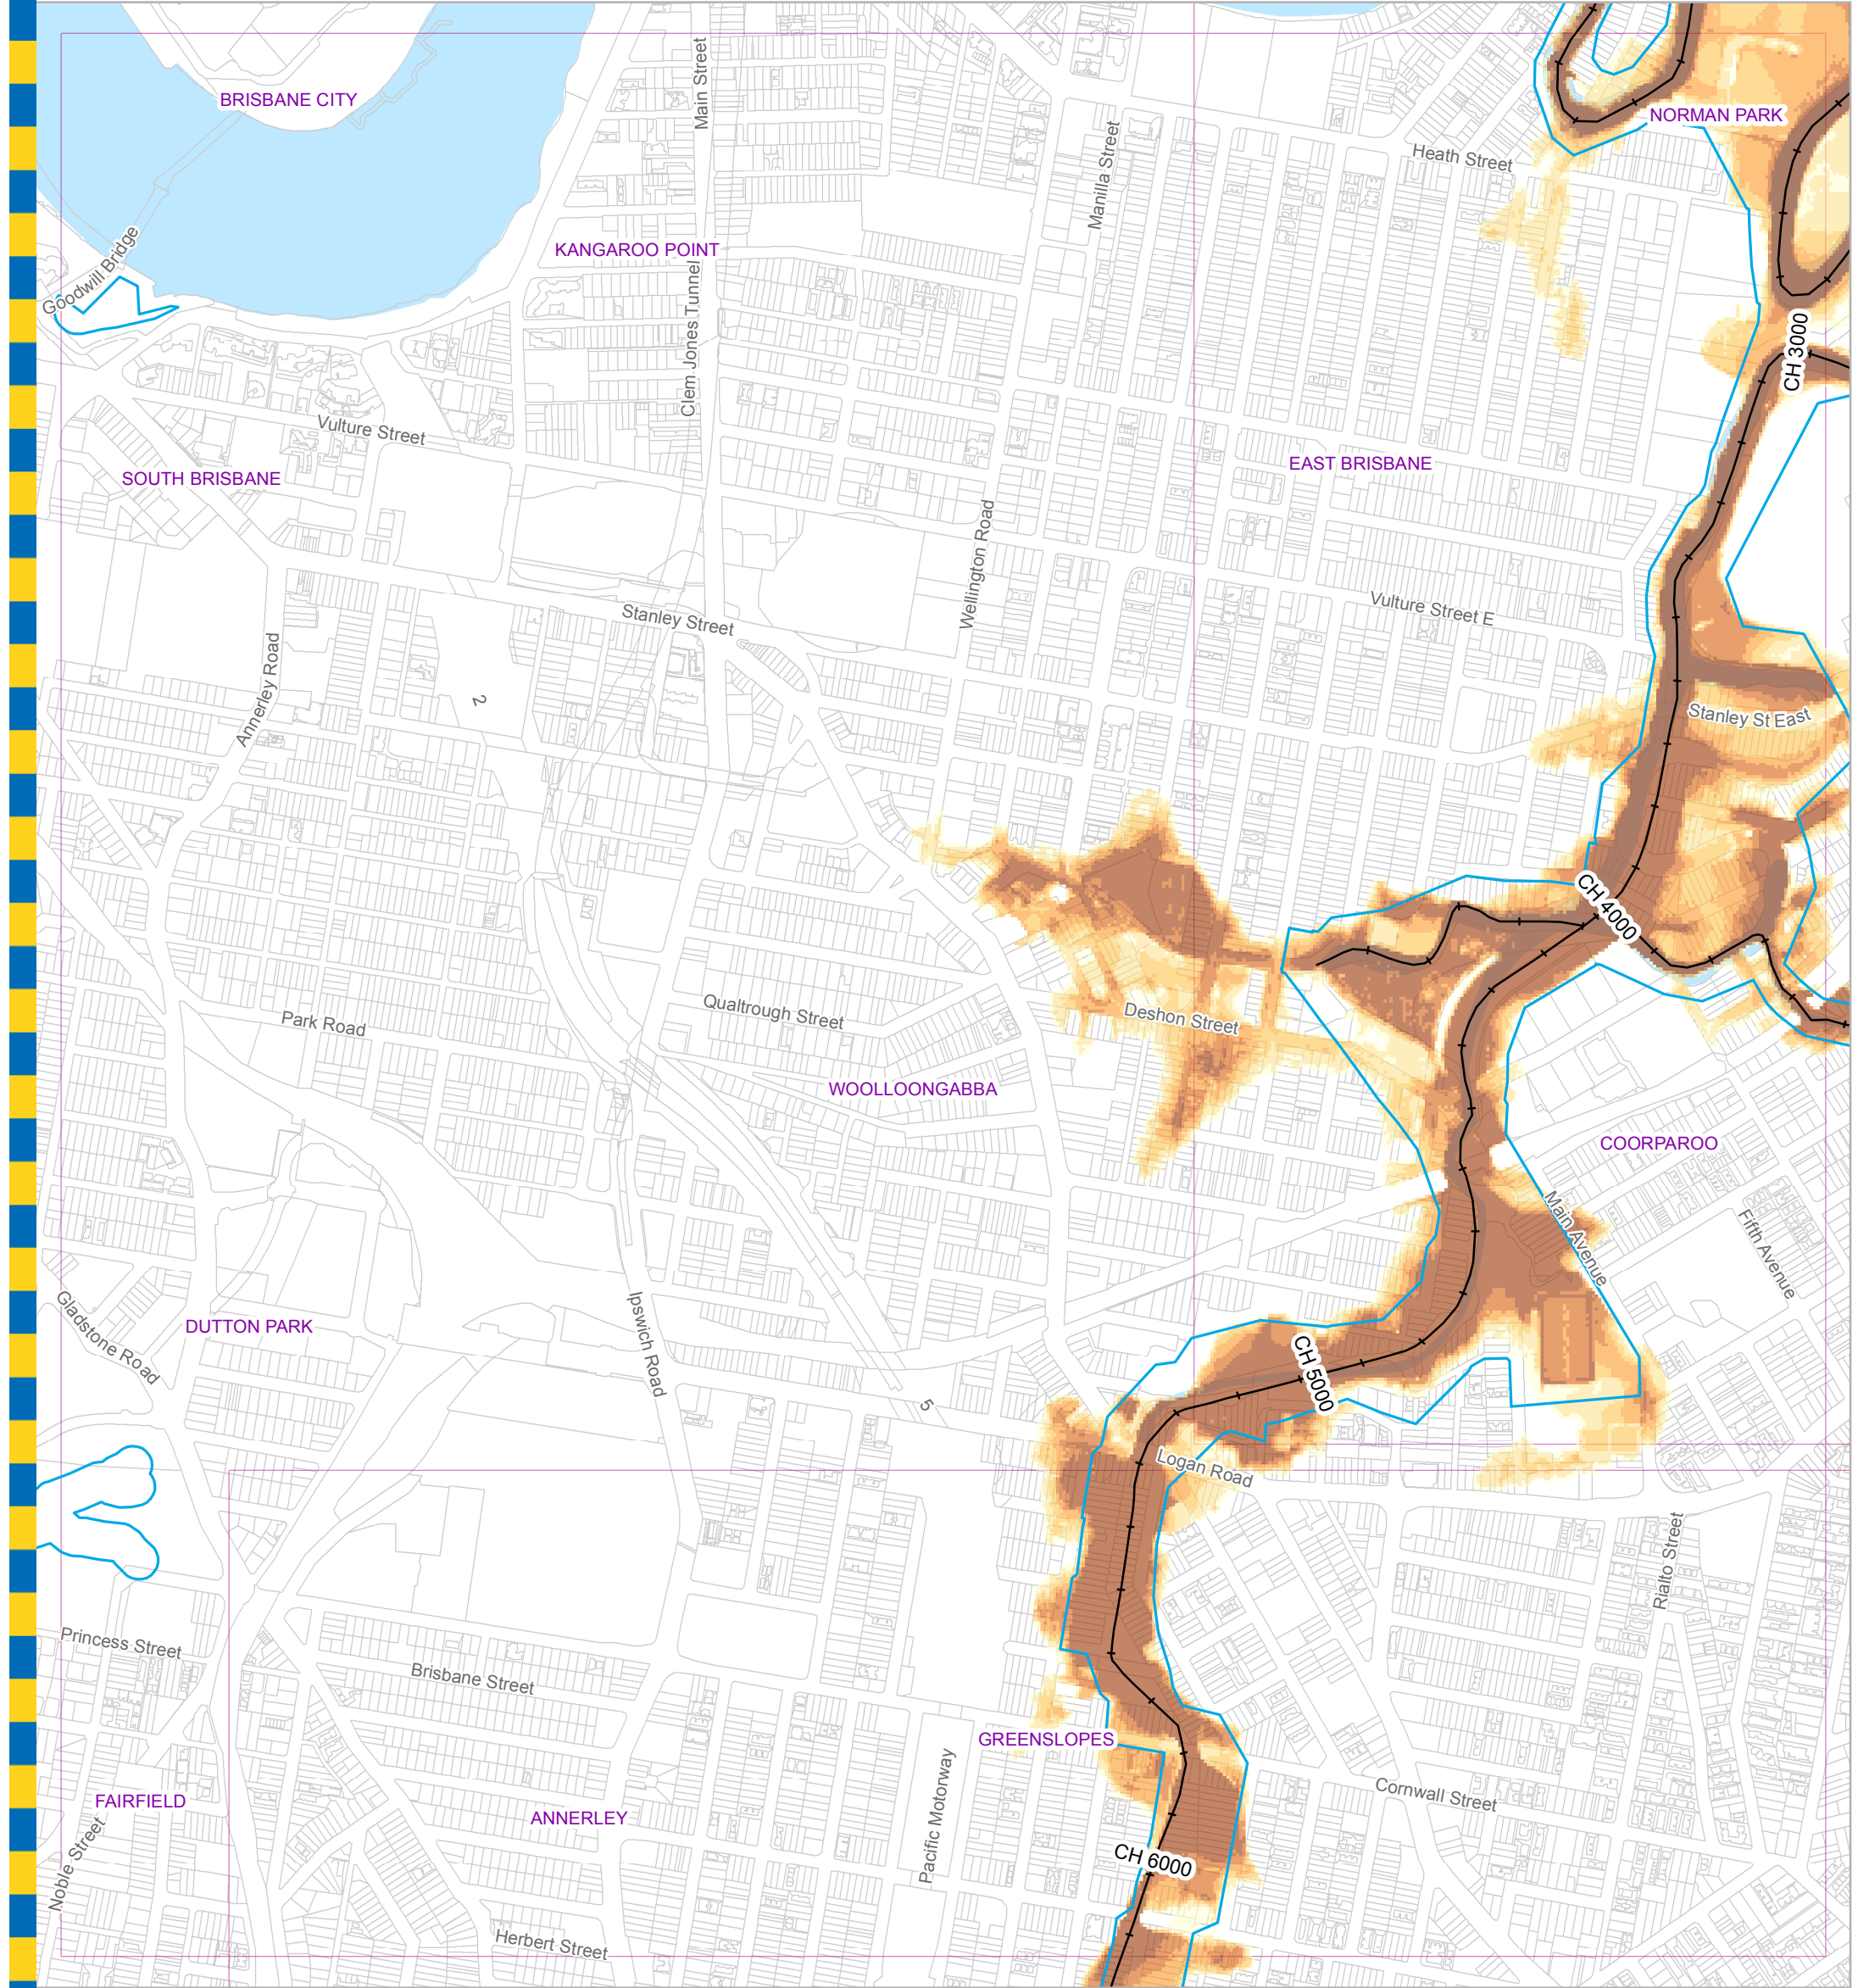 BRISBANE CITY
Main Street
NORMAN PARK
Heath Street
Manilla Street
KANGAROO POINT
Goodwill Bridge
Clem Jones Tunnel
CH 3000
Vulture Street
EAST BRISBANE
SOUTH BRISBANE
Wellington Road
Vulture Street E
Stanley Street
Annerley Road
2
Stanley St East
CH 4000
Qualtrough Street
Deshon Street
Park Road
WOOLLOONGABBA
COORPAROO
Main Avenue
Fifth Avenue
Gladstone Road
DUTTON PARK
Ipswich Road
CH 5000
5
Logan Road
Rialto Street
Princess Street
Brisbane Street
GREENSLOPES
Pacific Motorway
Cornwall Street
FAIRFIELD
ANNERLEY
Noble Street
CH 6000
Herbert Street